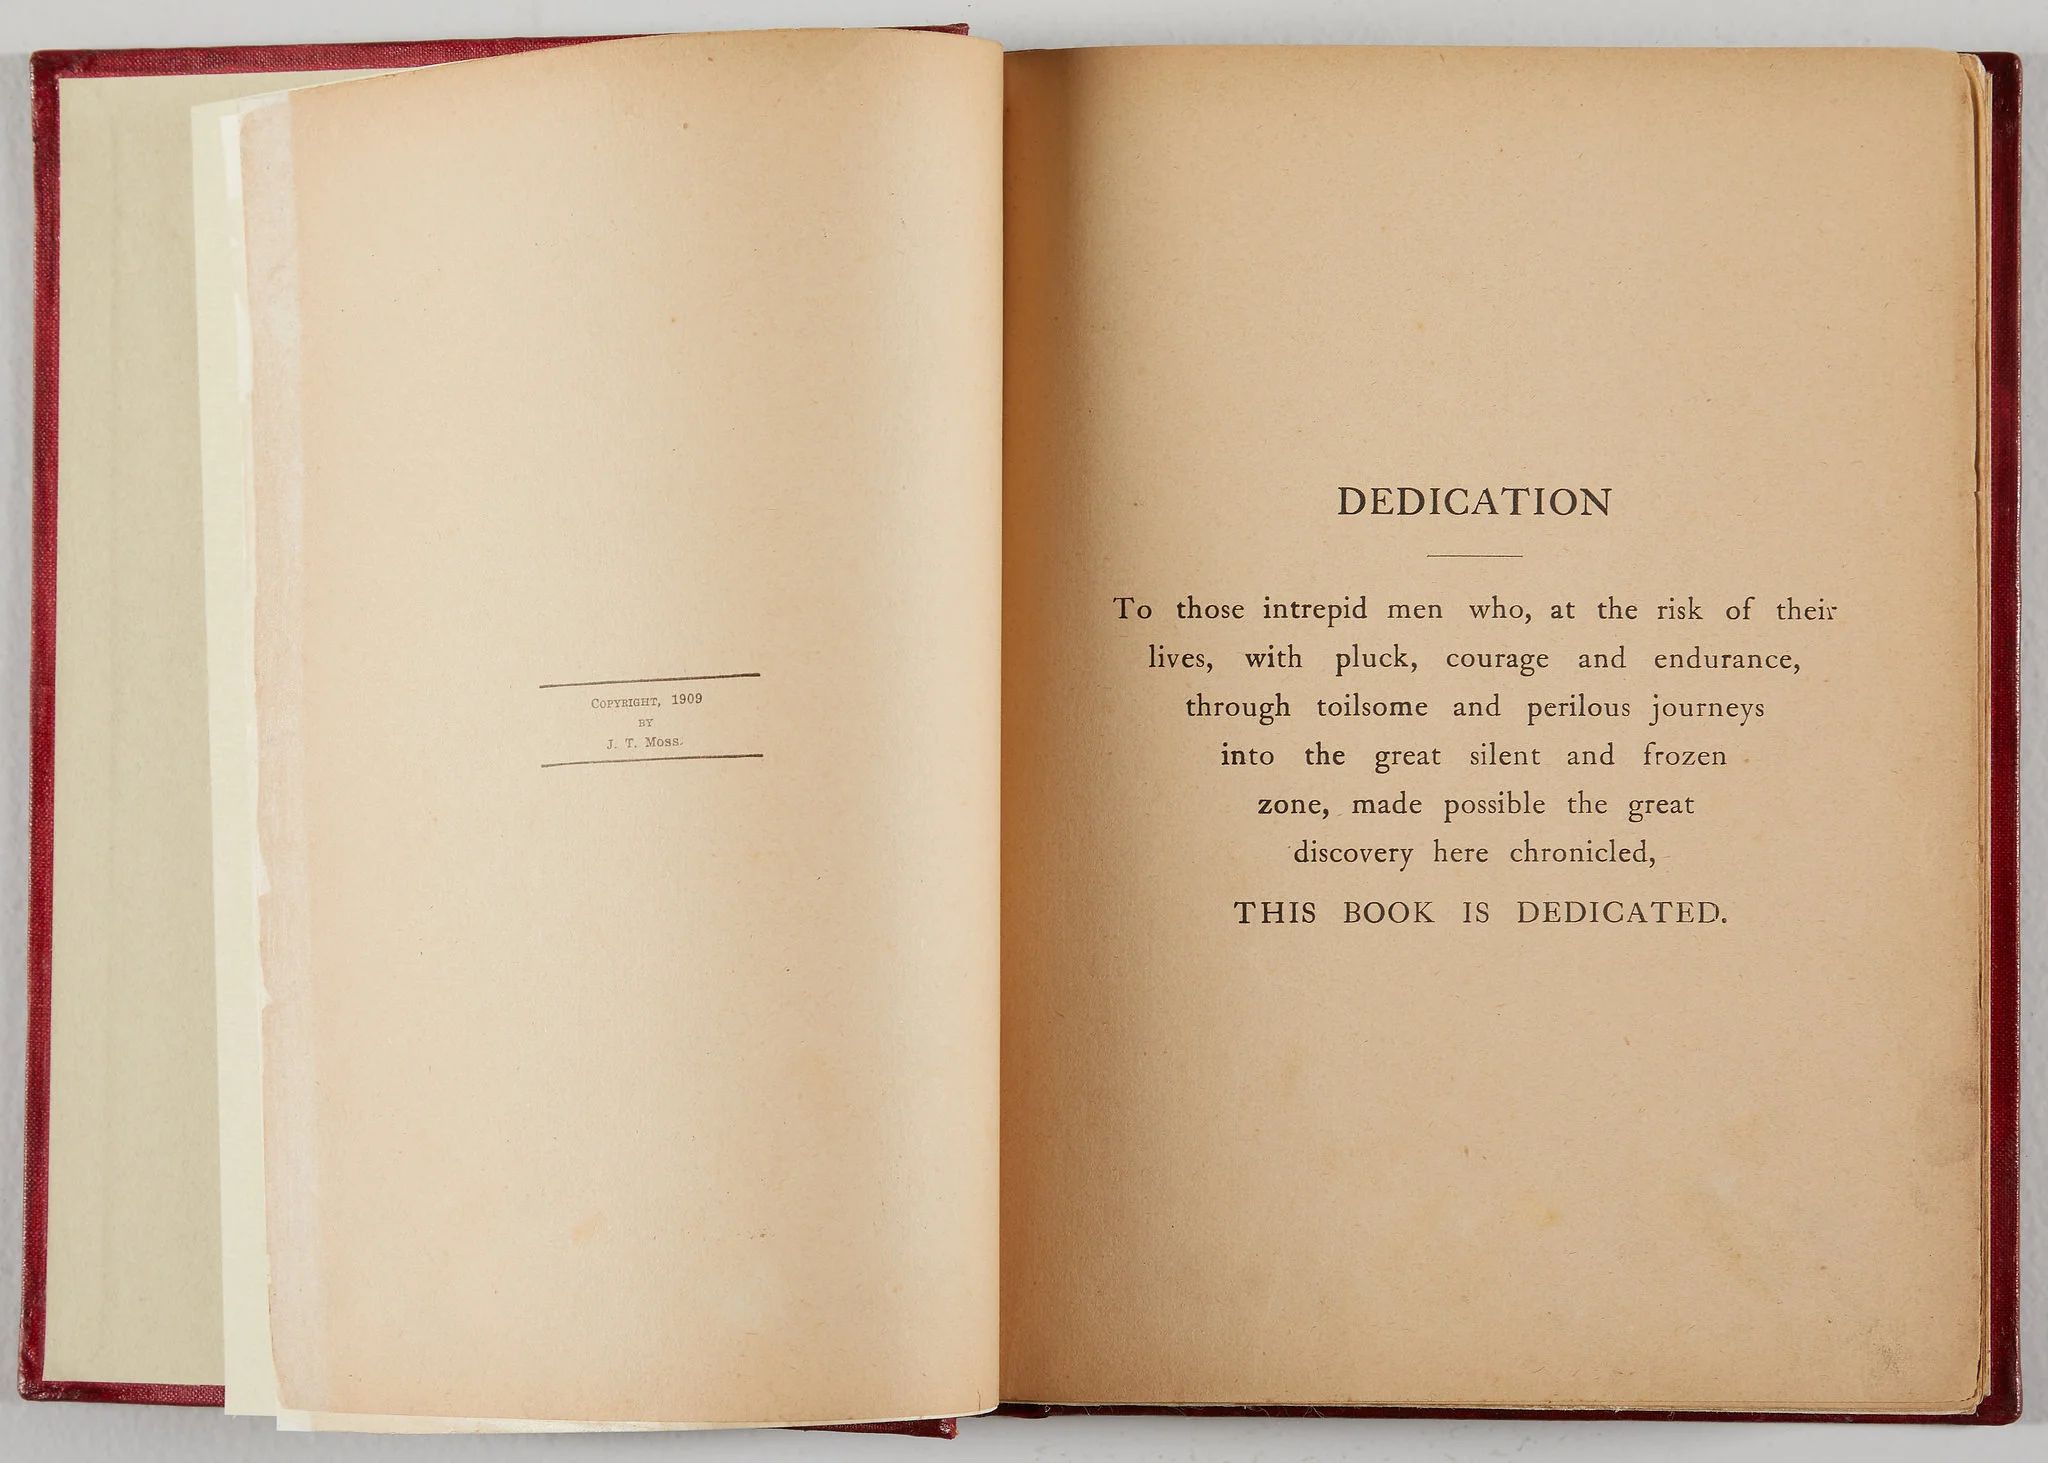 Copyright, 1909
by
J. T. Moss.
DEDICATION
To those intrepid men who, at the risk of their
lives, with pluck, courage and endurance,
through toilsome and perilous journeys
into the great silent and frozen
zone, made possible the great
discovery here chronicled,
THIS BOOK IS DEDICATED.